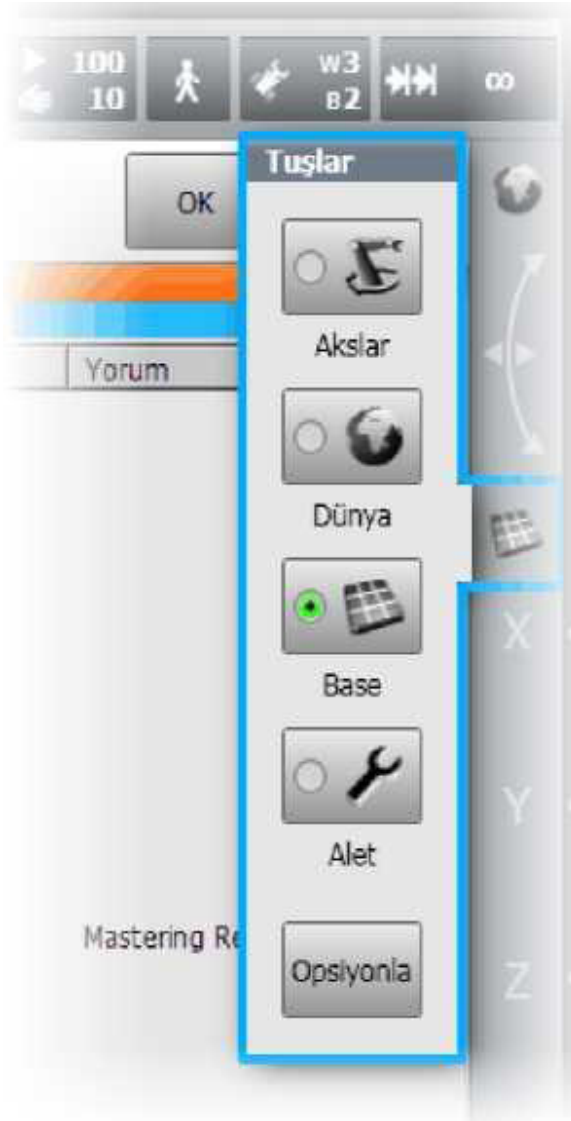 100
10
W3
B2
∞
Tuşlar
OK
Akslar
Yorum
Dünya
Base
X
Alet
Y
Mastering Re
Opsiyonla
Z